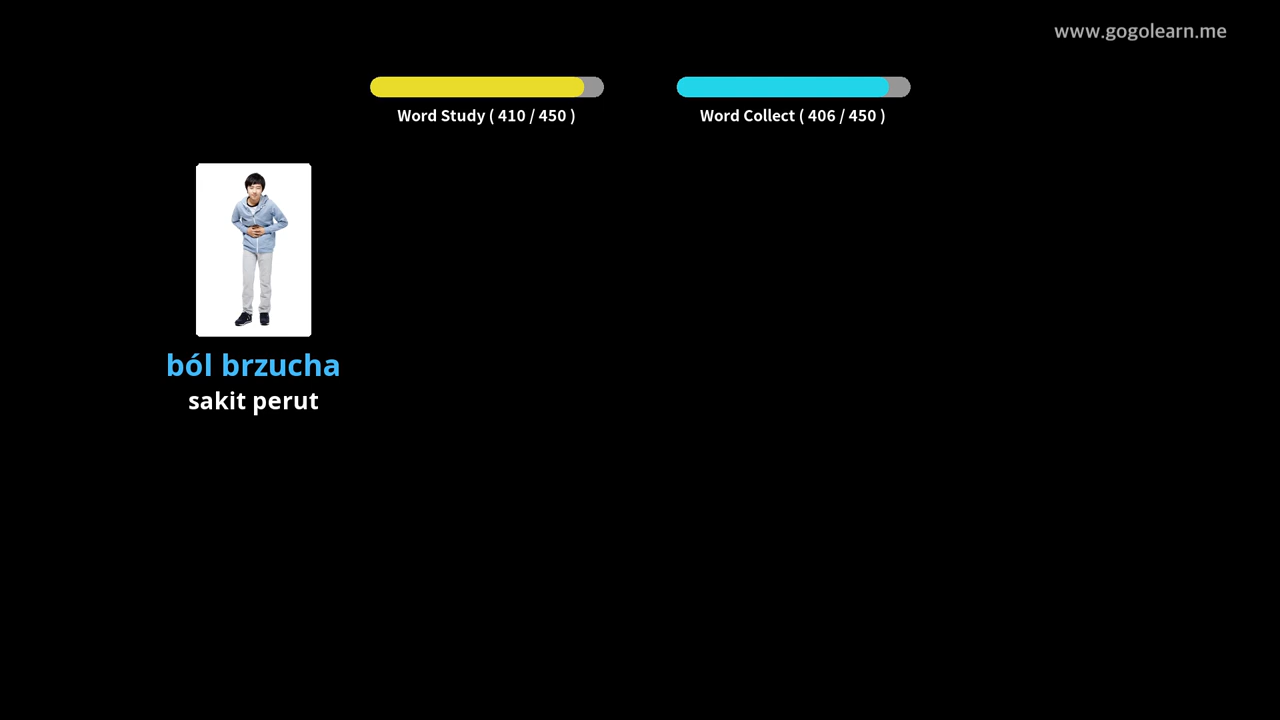 www.gogolearn.me
Word Study ( 410 / 450 )
Word Collect ( 406 / 450 )
ból brzucha
sakit perut